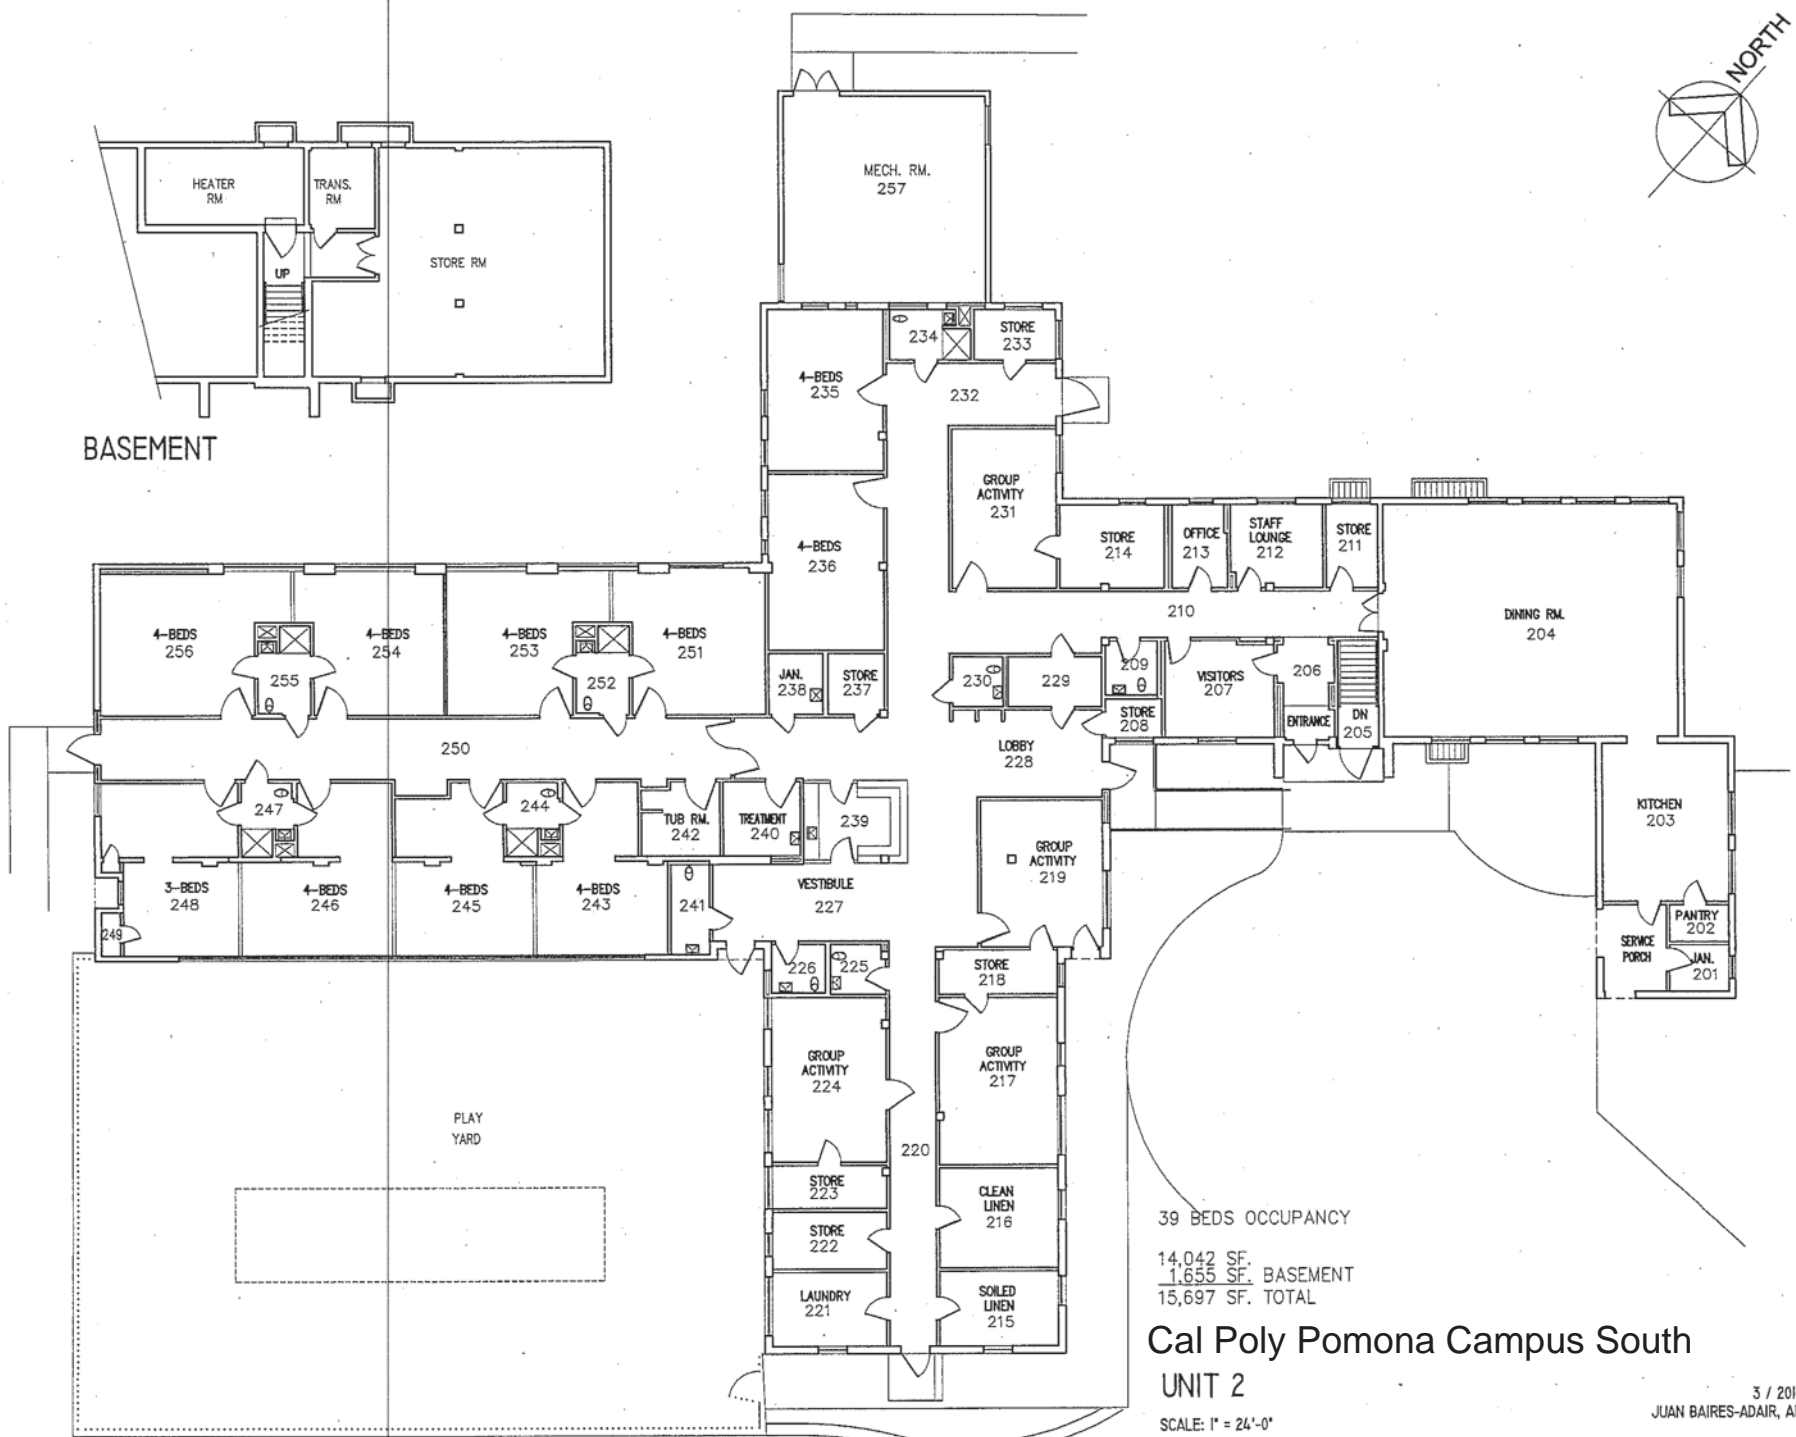 NORTH
MECH. RM.
257
HEATER
RM
TRANS.
RM
UP
STORE RM
BASEMENT
234
STORE
233
4-BEDS
235
232
GROUP
ACTIVITY
231
4-BEDS
236
STORE
214
OFFICE
213
STAFF
LOUNGE
212
STORE
211
DINING RM.
204
210
4-BEDS
256
4-BEDS
254
4-BEDS
253
4-BEDS
251
255
252
JAN.
238
STORE
237
230
229
209
VISITORS
207
206
STORE
208
ENTRANCE
DN
205
250
LOBBY
228
247
244
TUB RM.
242
TREATMENT
240
239
GROUP
ACTIVITY
219
KITCHEN
203
3-BEDS
248
4-BEDS
246
4-BEDS
245
4-BEDS
243
241
VESTIBULE
227
249
PANTRY
202
SERVICE
PORCH
JAN.
201
226
225
STORE
218
GROUP
ACTIVITY
224
GROUP
ACTIVITY
217
PLAY
YARD
220
STORE
223
CLEAN
LINEN
216
STORE
222
LAUNDRY
221
SOILED
LINEN
215
39 BEDS OCCUPANCY
14,042 SF.
1,655 SF. BASEMENT
15,697 SF. TOTAL
Cal Poly Pomona Campus South
UNIT 2
SCALE: 1" = 24'-0"
3 / 201
JUAN BAIRES-ADAIR,